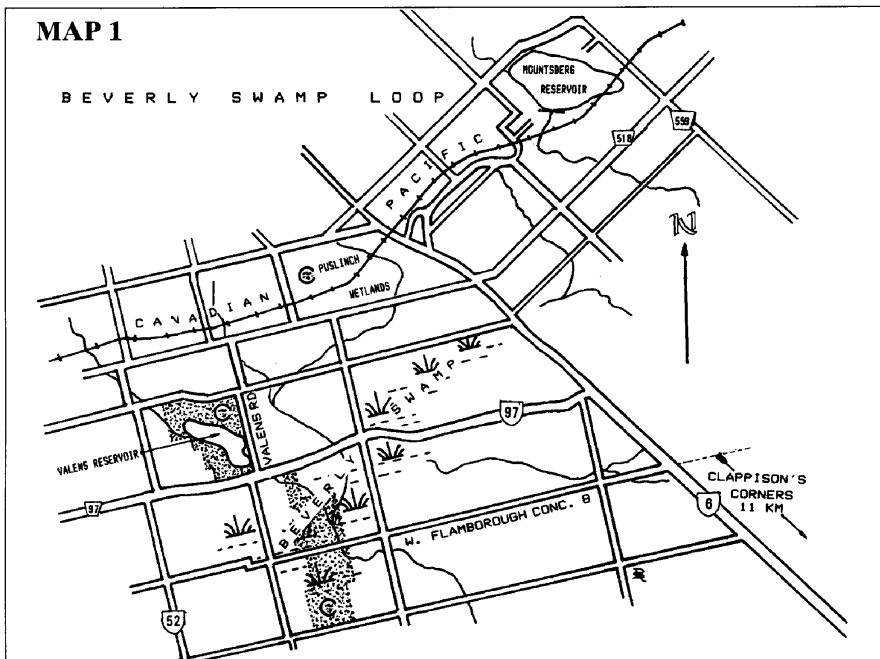 MAP 1
BEVERLY SWAMP LOOP
MOUNTSBERG
RESERVOIR
518
559
PACIFIC
N
PUSLINCH
WETLANDS
CAVADIAN
SWAMP
97
VALENS RD
VALENS RESERVOIR
BEVERLY
97
CLAPPISON'S
CORNERS
11 KM
6
W. FLAMBOROUGH CONC. 8
52